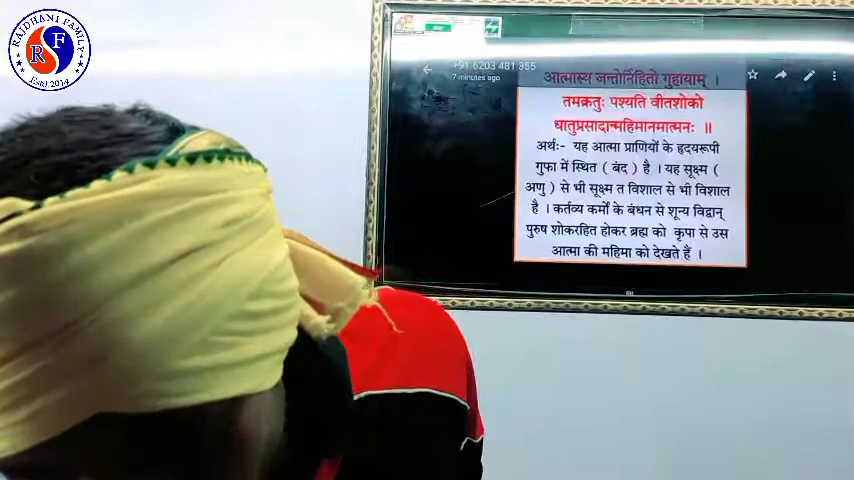 RAJDHANI FAMILY
RSF
ESTD 2014
+91 6203 481 355
7 minutes ago
आत्मास्य जन्तोर्निहितो गुहायाम् ।
तमक्रतुः पश्यति वीतशोको
धातुप्रसादान्महिमानमात्मनः ॥
अर्थः- यह आत्मा प्राणियों के हृदयरूपी
गुफा में स्थित ( बंद ) है । यह सूक्ष्म (
अणु ) से भी सूक्ष्म त विशाल से भी विशाल
है । कर्तव्य कर्मों के बंधन से शून्य विद्वान्
पुरुष शोकरहित होकर ब्रह्म की कृपा से उस
आत्मा की महिमा को देखते हैं ।